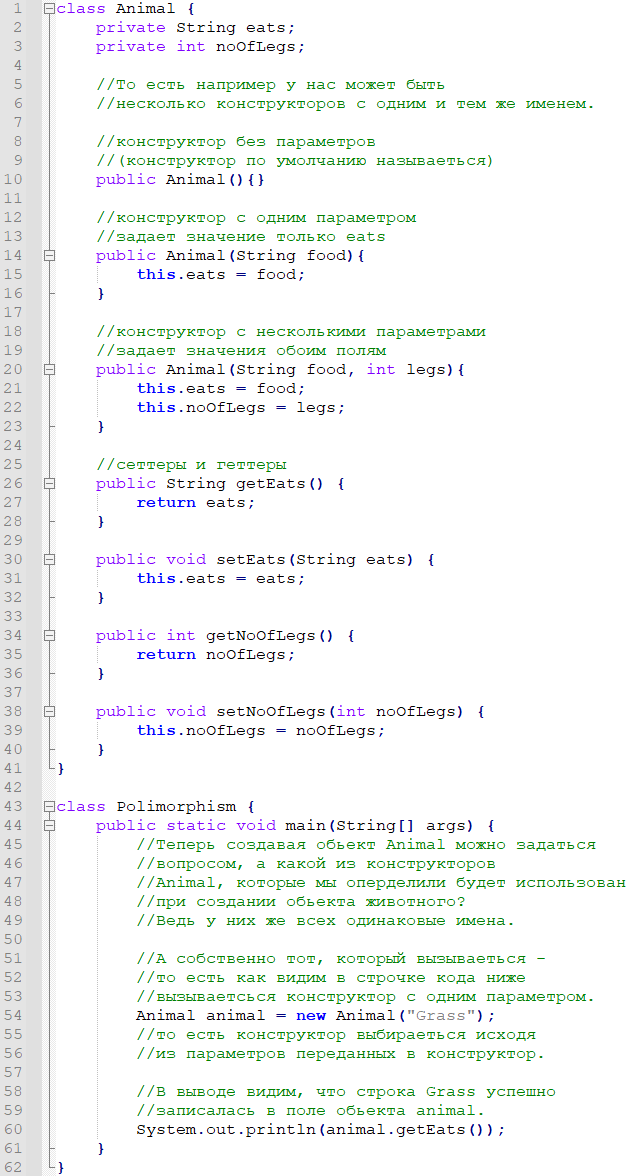 1 class Animal {
2 private String eats;
3 private int noOfLegs;
4
5 //То есть например у нас может быть
6 //несколько конструкторов с одним и тем же именем.
7
8 //конструктор без параметров
9 //(конструктор по умолчанию называеться)
10 public Animal(){}
11
12 //конструктор с одним параметром
13 //задает значение только eats
14 public Animal(String food){
15 this.eats = food;
16 }
17
18 //конструктор с несколькими параметрами
19 //задает значения обоим полям
20 public Animal(String food, int legs){
21 this.eats = food;
22 this.noOfLegs = legs;
23 }
24
25 //сеттеры и геттеры
26 public String getEats() {
27 return eats;
28 }
29
30 public void setEats(String eats) {
31 this.eats = eats;
32 }
33
34 public int getNoOfLegs() {
35 return noOfLegs;
36 }
37
38 public void setNoOfLegs(int noOfLegs) {
39 this.noOfLegs = noOfLegs;
40 }
41 }
42
43 class Polimorphism {
44 public static void main(String[] args) {
45 //Теперь создавая обьект Animal можно задаться
46 //вопросом, а какой из конструкторов
47 //Animal, которые мы оперделили будет использован
48 //при создании обьекта животного?
49 //Ведь у них же всех одинаковые имена.
50
51 //А собственно тот, который вызываеться -
52 //то есть как видим в строчке кода ниже
53 //вызываетсься конструктор с одним параметром.
54 Animal animal = new Animal("Grass");
55 //то есть конструктор выбираеться исходя
56 //из параметров переданных в конструктор.
57
58 //В выводе видим, что строка Grass успешно
59 //записалась в поле обьекта animal.
60 System.out.println(animal.getEats());
61 }
62 }